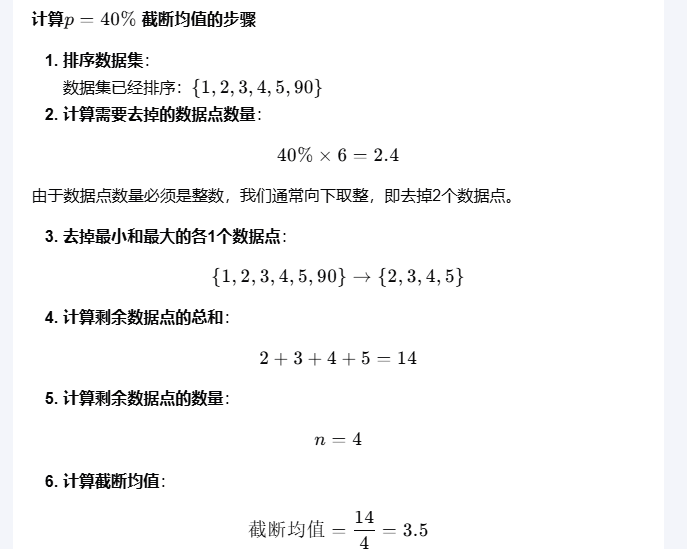 计算p = 40% 截断均值的步骤
1. 排序数据集：
数据集已经排序：{1, 2, 3, 4, 5, 90}
2. 计算需要去掉的数据点数量：
40% × 6 = 2.4
由于数据点数量必须是整数，我们通常向下取整，即去掉2个数据点。
3. 去掉最小和最大的各1个数据点：
{1, 2, 3, 4, 5, 90} → {2, 3, 4, 5}
4. 计算剩余数据点的总和：
2 + 3 + 4 + 5 = 14
5. 计算剩余数据点的数量：
n = 4
6. 计算截断均值：
截断均值 = 14/4 = 3.5